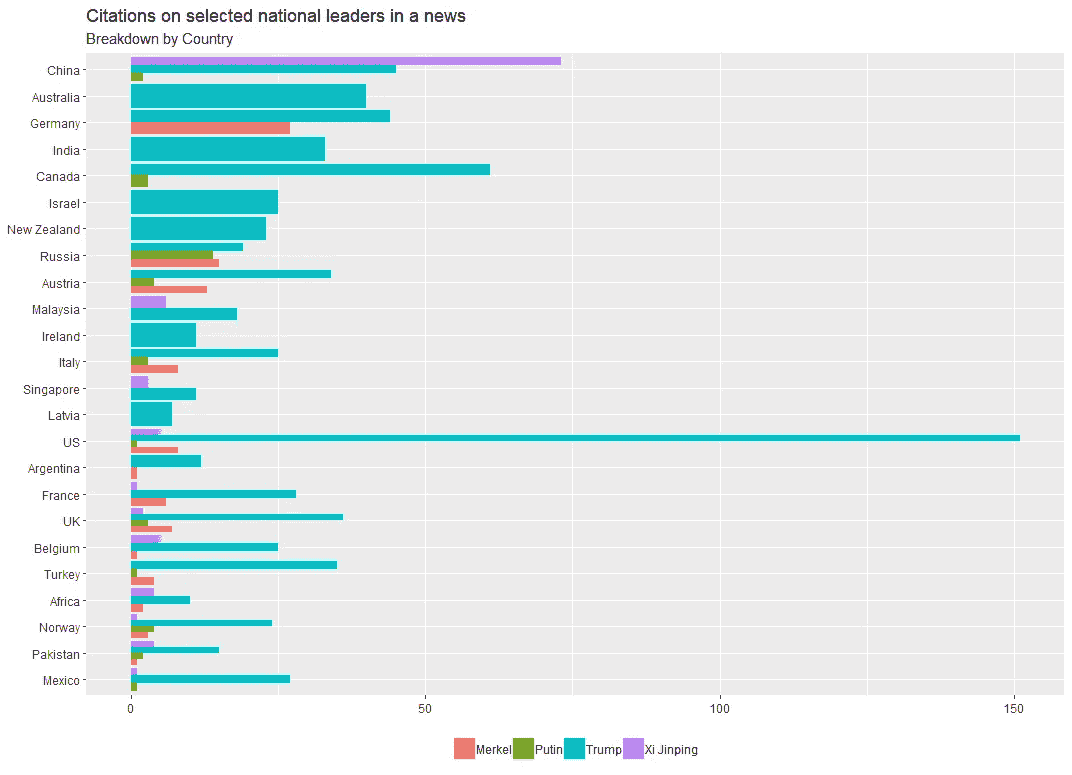 Citations on selected national leaders in a news
Breakdown by Country
China
Australia
Germany
India
Canada
Israel
New Zealand
Russia
Austria
Malaysia
Ireland
Italy
Singapore
Latvia
US
Argentina
France
UK
Belgium
Turkey
Africa
Norway
Pakistan
Mexico
0 50 100 150
Merkel Putin Trump Xi Jinping